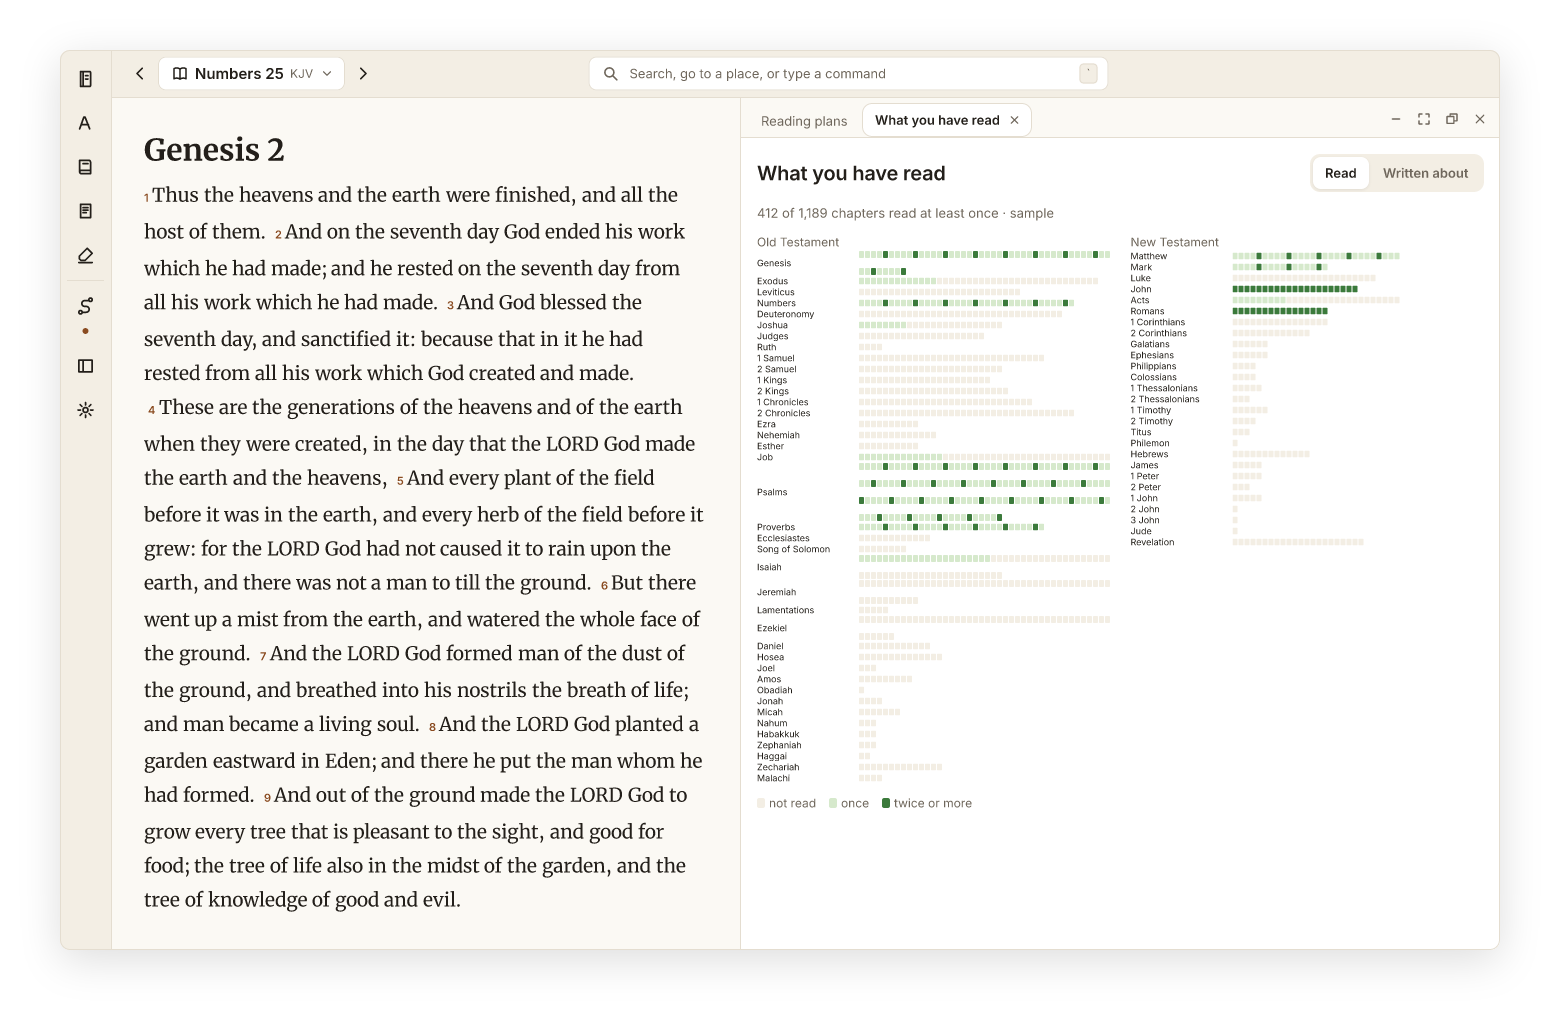 Numbers 25 KJV
Search, go to a place, or type a command
Genesis 2
1 Thus the heavens and the earth were finished, and all the
host of them. 2 And on the seventh day God ended his work
which he had made; and he rested on the seventh day from
all his work which he had made. 3 And God blessed the
seventh day, and sanctified it: because that in it he had
rested from all his work which God created and made.
4 These are the generations of the heavens and of the earth
when they were created, in the day that the LORD God made
the earth and the heavens, 5 And every plant of the field
before it was in the earth, and every herb of the field before it
grew: for the LORD God had not caused it to rain upon the
earth, and there was not a man to till the ground. 6 But there
went up a mist from the earth, and watered the whole face of
the ground. 7 And the LORD God formed man of the dust of
the ground, and breathed into his nostrils the breath of life;
and man became a living soul. 8 And the LORD God planted a
garden eastward in Eden; and there he put the man whom he
had formed. 9 And out of the ground made the LORD God to
grow every tree that is pleasant to the sight, and good for
food; the tree of life also in the midst of the garden, and the
tree of knowledge of good and evil.
Reading plans
What you have read
What you have read
Read
Written about
412 of 1,189 chapters read at least once · sample
Old Testament
Genesis
Exodus
Leviticus
Numbers
Deuteronomy
Joshua
Judges
Ruth
1 Samuel
2 Samuel
1 Kings
2 Kings
1 Chronicles
2 Chronicles
Ezra
Nehemiah
Esther
Job
Psalms
Proverbs
Ecclesiastes
Song of Solomon
Isaiah
Jeremiah
Lamentations
Ezekiel
Daniel
Hosea
Joel
Amos
Obadiah
Jonah
Micah
Nahum
Habakkuk
Zephaniah
Haggai
Zechariah
Malachi
New Testament
Matthew
Mark
Luke
John
Acts
Romans
1 Corinthians
2 Corinthians
Galatians
Ephesians
Philippians
Colossians
1 Thessalonians
2 Thessalonians
1 Timothy
2 Timothy
Titus
Philemon
Hebrews
James
1 Peter
2 Peter
1 John
2 John
3 John
Jude
Revelation
not read
once
twice or more